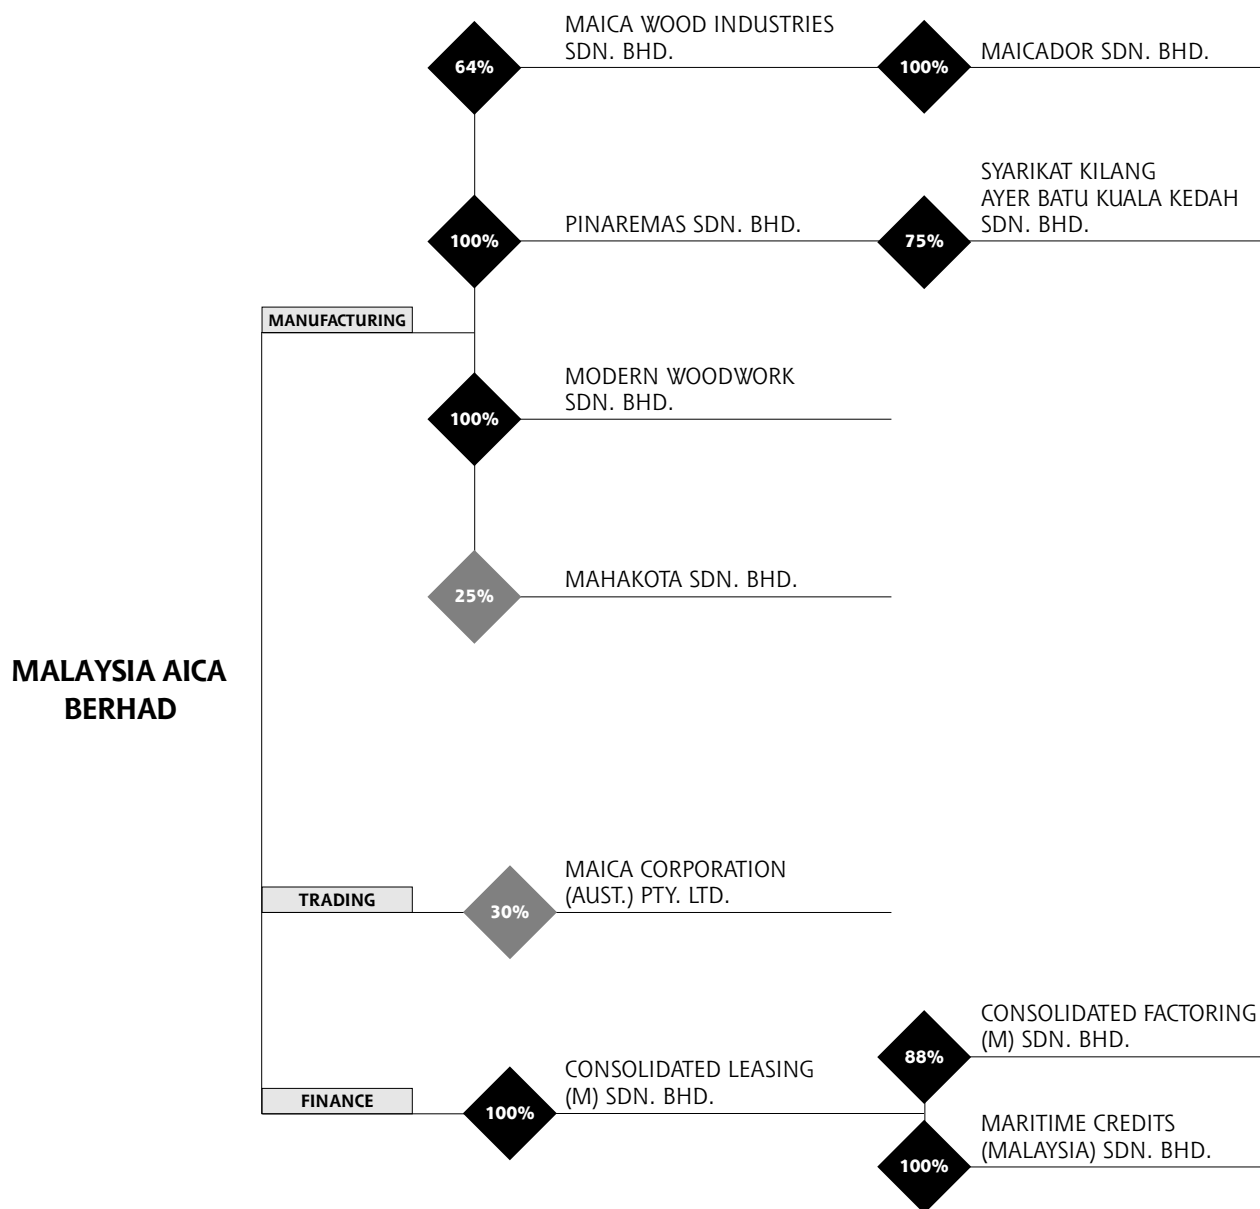 MALAYSIA AICA
BERHAD
MANUFACTURING
64%
MAICA WOOD INDUSTRIES
SDN. BHD.
100%
MAICADOR SDN. BHD.
100%
PINAREMAS SDN. BHD.
75%
SYARIKAT KILANG
AYER BATU KUALA KEDAH
SDN. BHD.
100%
MODERN WOODWORK
SDN. BHD.
25%
MAHAKOTA SDN. BHD.
TRADING
30%
MAICA CORPORATION
(AUST.) PTY. LTD.
FINANCE
100%
CONSOLIDATED LEASING
(M) SDN. BHD.
88%
CONSOLIDATED FACTORING
(M) SDN. BHD.
100%
MARITIME CREDITS
(MALAYSIA) SDN. BHD.